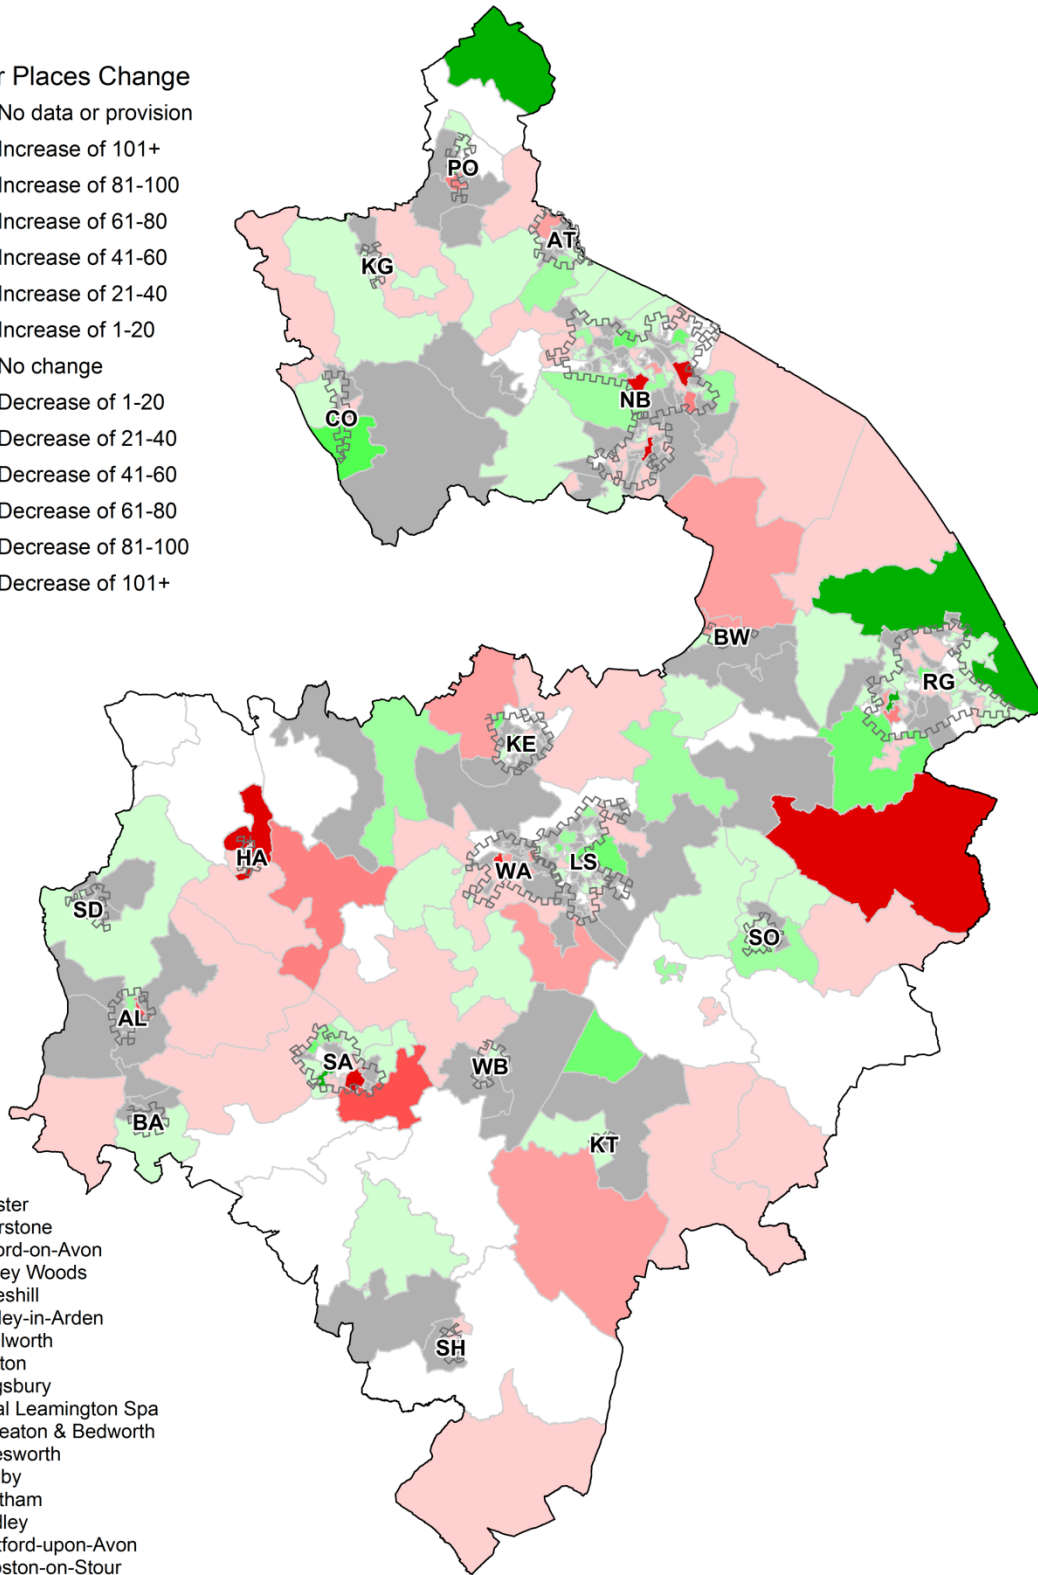 r Places Change
No data or provision
Increase of 101+
Increase of 81-100
Increase of 61-80
Increase of 41-60
Increase of 21-40
Increase of 1-20
No change
Decrease of 1-20
Decrease of 21-40
Decrease of 41-60
Decrease of 61-80
Decrease of 81-100
Decrease of 101+
PO
AT
KG
CO
NB
BW
RG
KE
HA
WA
LS
SD
SO
AL
SA
WB
BA
KT
SH
ster
rstone
ord-on-Avon
ey Woods
eshill
ley-in-Arden
ilworth
ton
gsbury
al Leamington Spa
eaton & Bedworth
esworth
by
tham
dley
tford-upon-Avon
oston-on-Stour